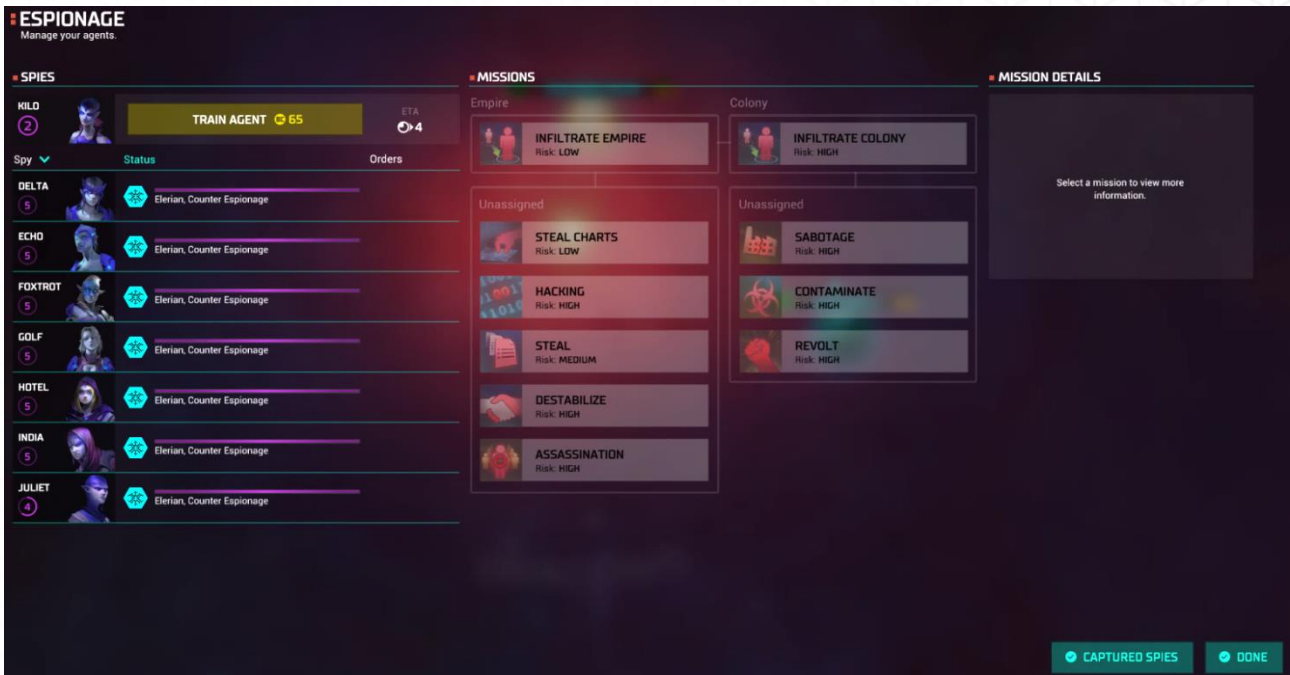 ESPIONAGE
Manage your agents.
SPIES
KILO
2
TRAIN AGENT 65
ETA
4
Spy Status Orders
DELTA
5
Elerian, Counter Espionage
ECHO
5
Elerian, Counter Espionage
FOXTROT
5
Elerian, Counter Espionage
GOLF
5
Elerian, Counter Espionage
HOTEL
5
Elerian, Counter Espionage
INDIA
5
Elerian, Counter Espionage
JULIET
4
Elerian, Counter Espionage
MISSIONS
Empire
INFILTRATE EMPIRE
Risk: LOW
Unassigned
STEAL CHARTS
Risk: LOW
HACKING
Risk: HIGH
STEAL
Risk: MEDIUM
DESTABILIZE
Risk: HIGH
ASSASSINATION
Risk: HIGH
Colony
INFILTRATE COLONY
Risk: HIGH
Unassigned
SABOTAGE
Risk: HIGH
CONTAMINATE
Risk: HIGH
REVOLT
Risk: HIGH
MISSION DETAILS
Select a mission to view more
information.
CAPTURED SPIES
DONE